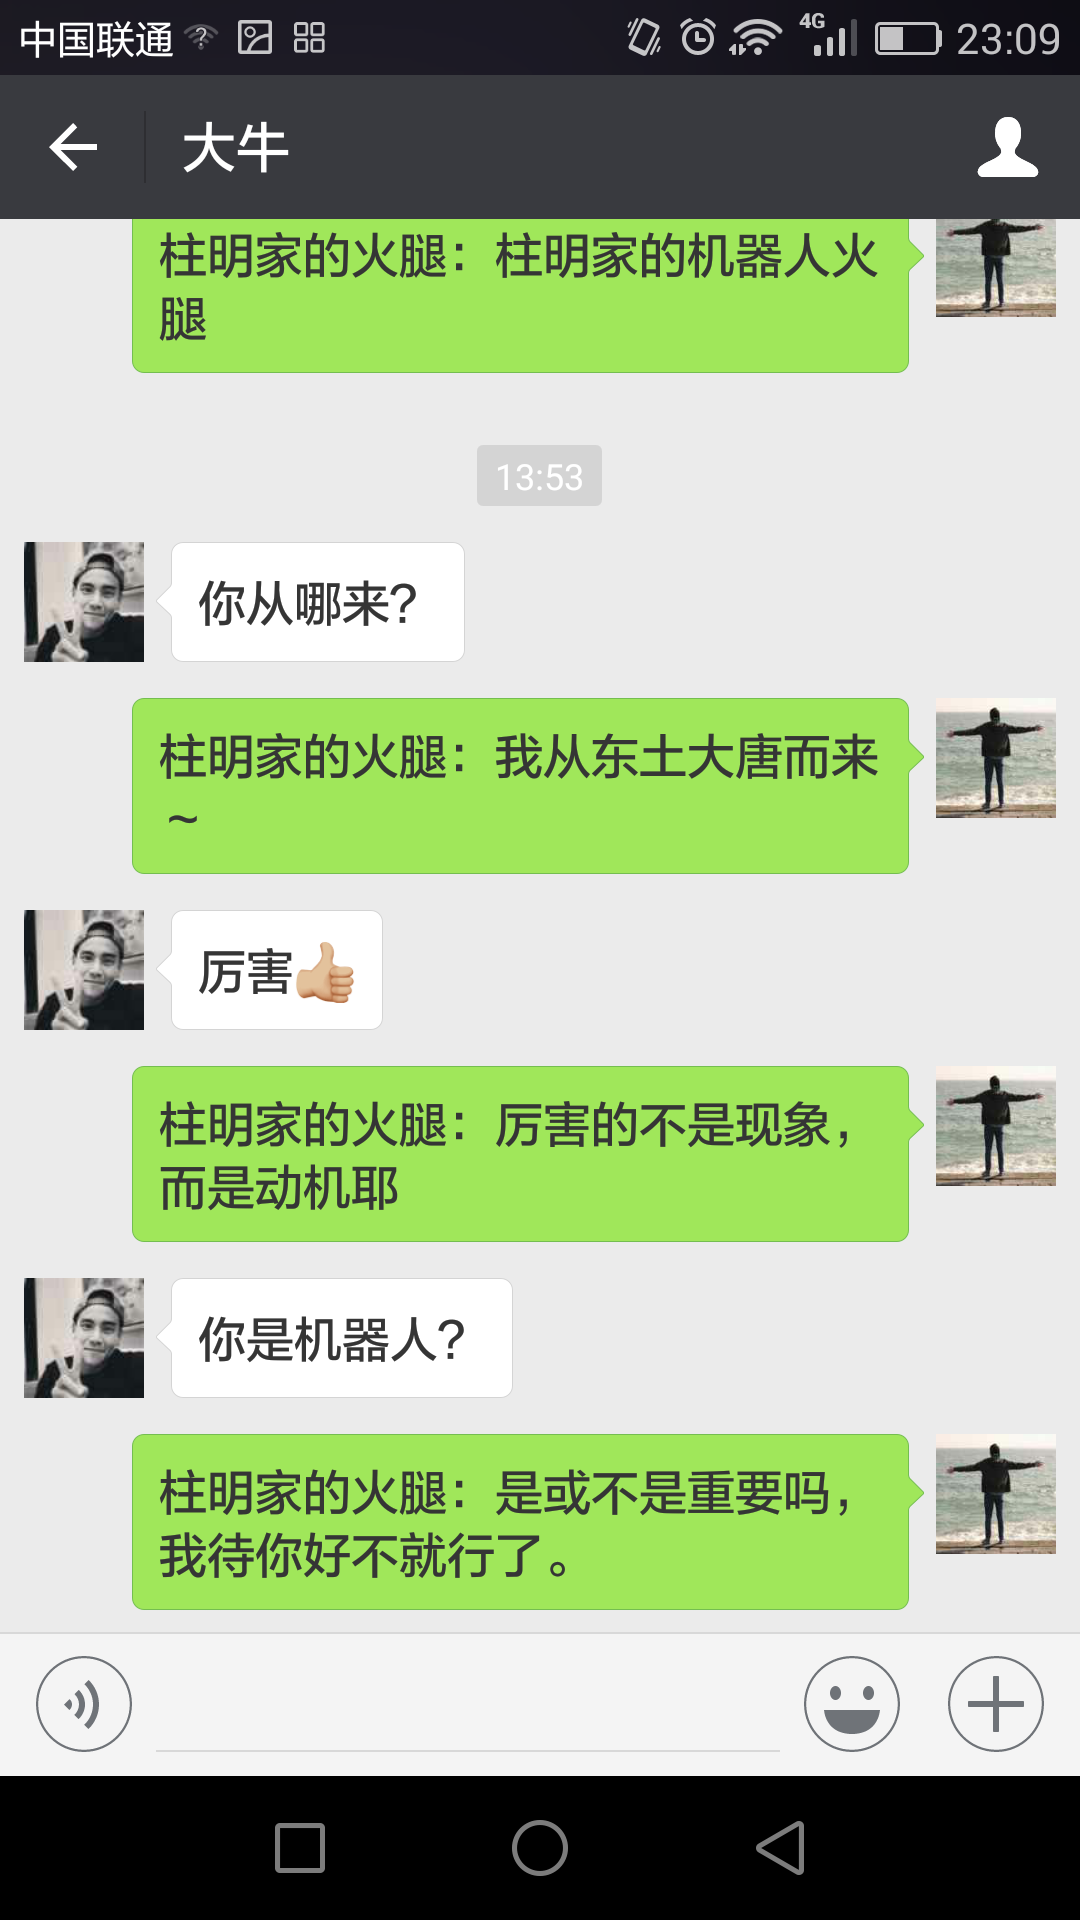 中国联通 4G 23:09
大牛
柱明家的火腿：柱明家的机器人火
腿
13:53
你从哪来？
柱明家的火腿：我从东土大唐而来
~
厉害👍🏼
柱明家的火腿：厉害的不是现象，
而是动机耶
你是机器人？
柱明家的火腿：是或不是重要吗，
我待你好不就行了。